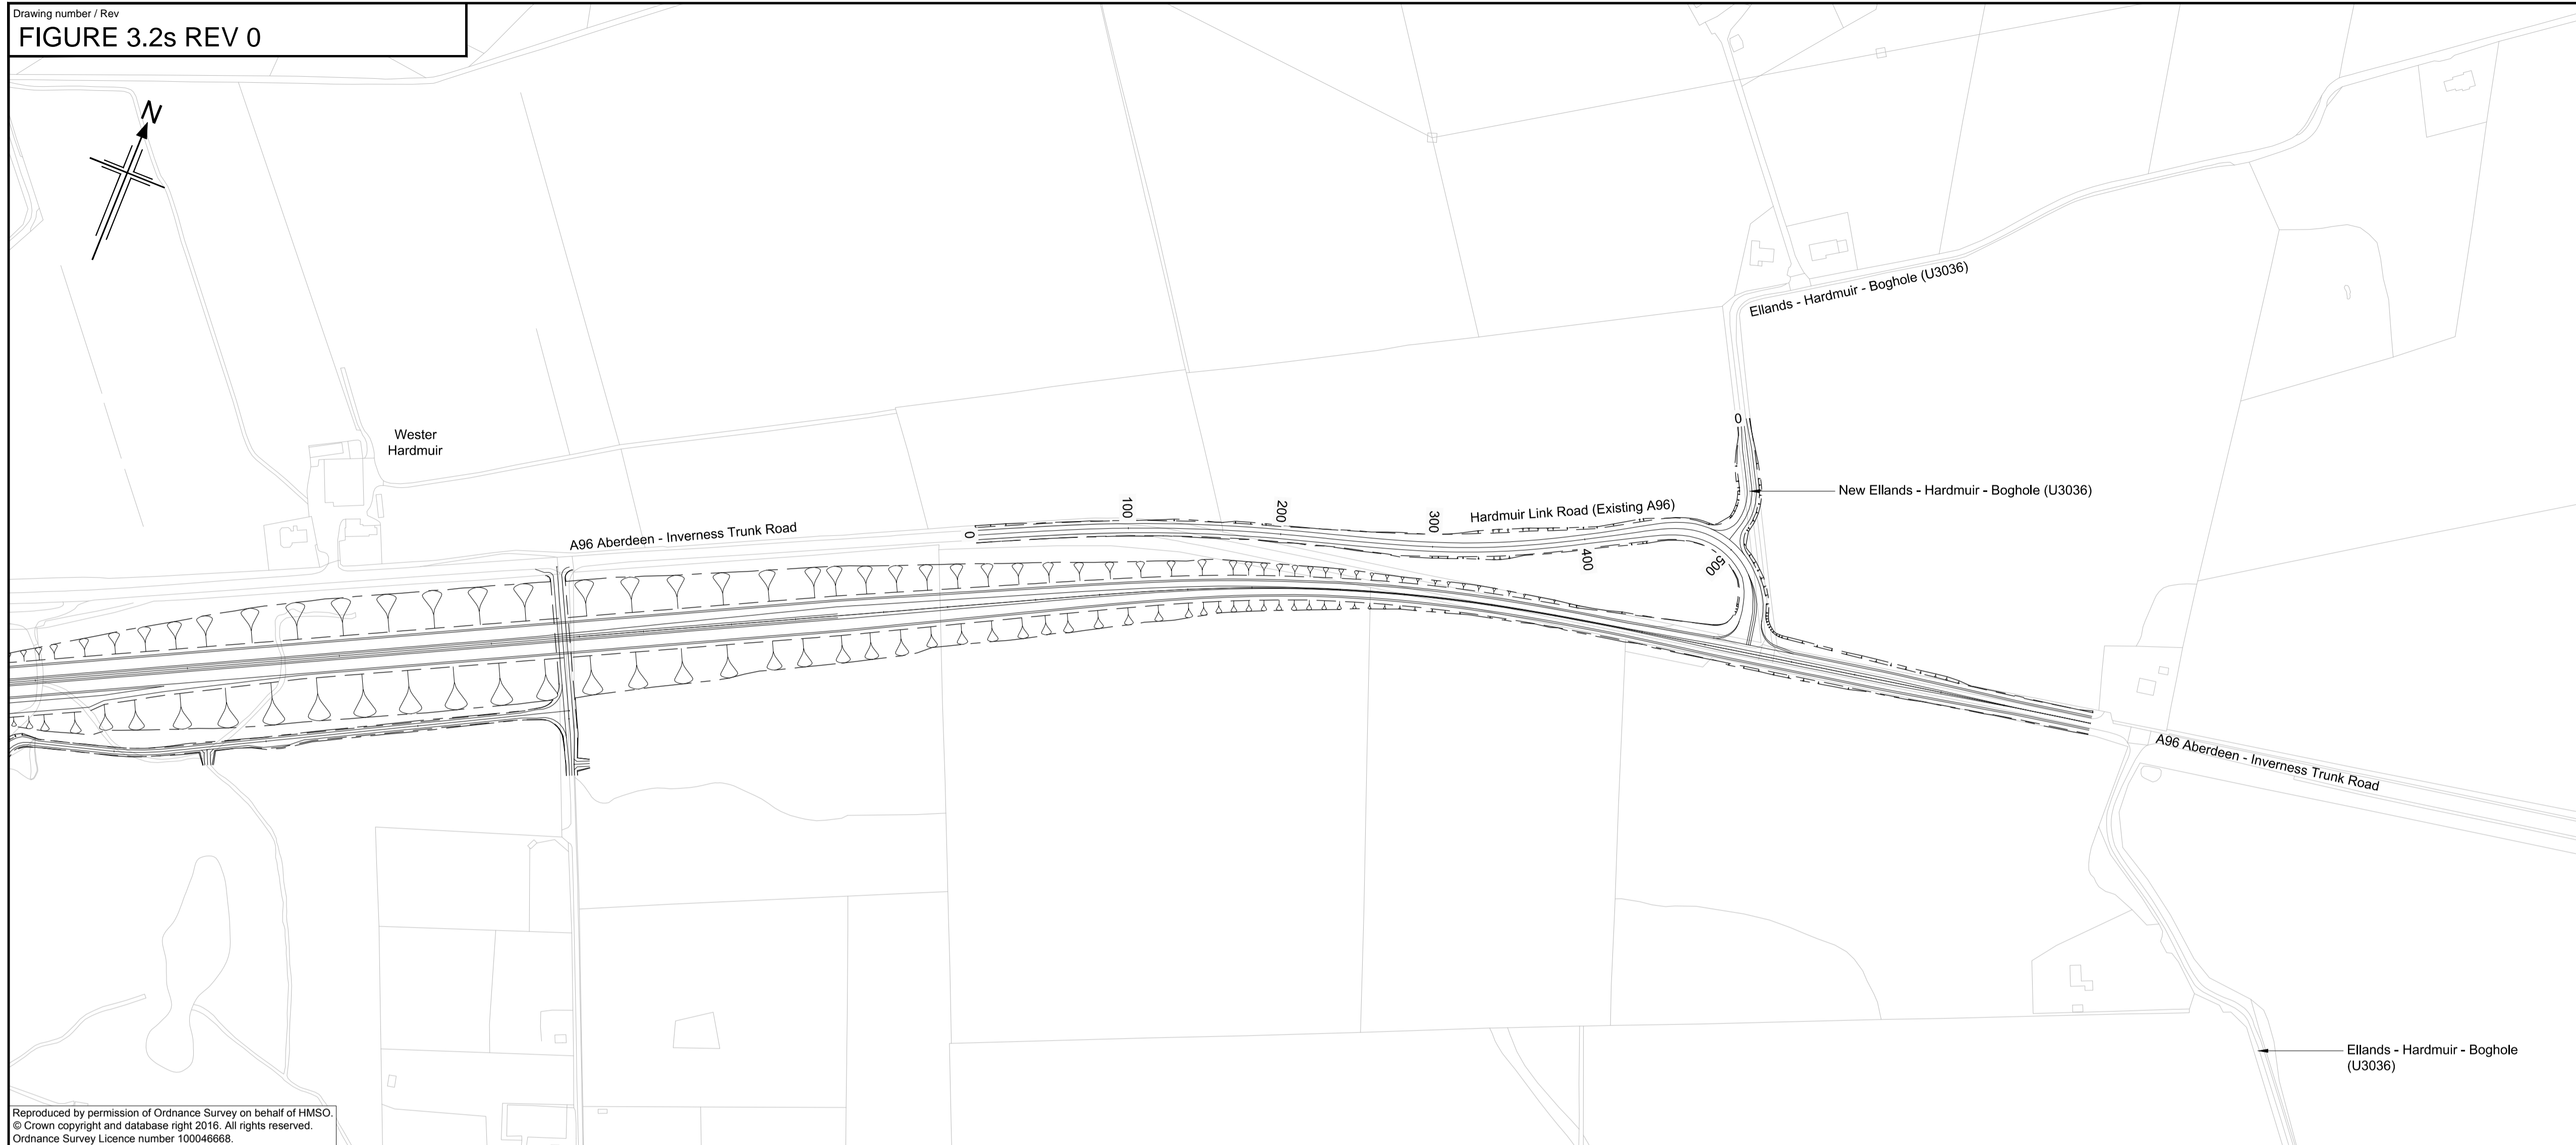 Drawing number / Rev
FIGURE 3.2s REV 0
N
Ellands - Hardmuir - Boghole (U3036)
Wester
Hardmuir
0
New Ellands - Hardmuir - Boghole (U3036)
A96 Aberdeen - Inverness Trunk Road
0
100
200
300
Hardmuir Link Road (Existing A96)
400
500
A96 Aberdeen - Inverness Trunk Road
Ellands - Hardmuir - Boghole
(U3036)
Reproduced by permission of Ordnance Survey on behalf of HMSO.
© Crown copyright and database right 2016. All rights reserved.
Ordnance Survey Licence number 100046668.